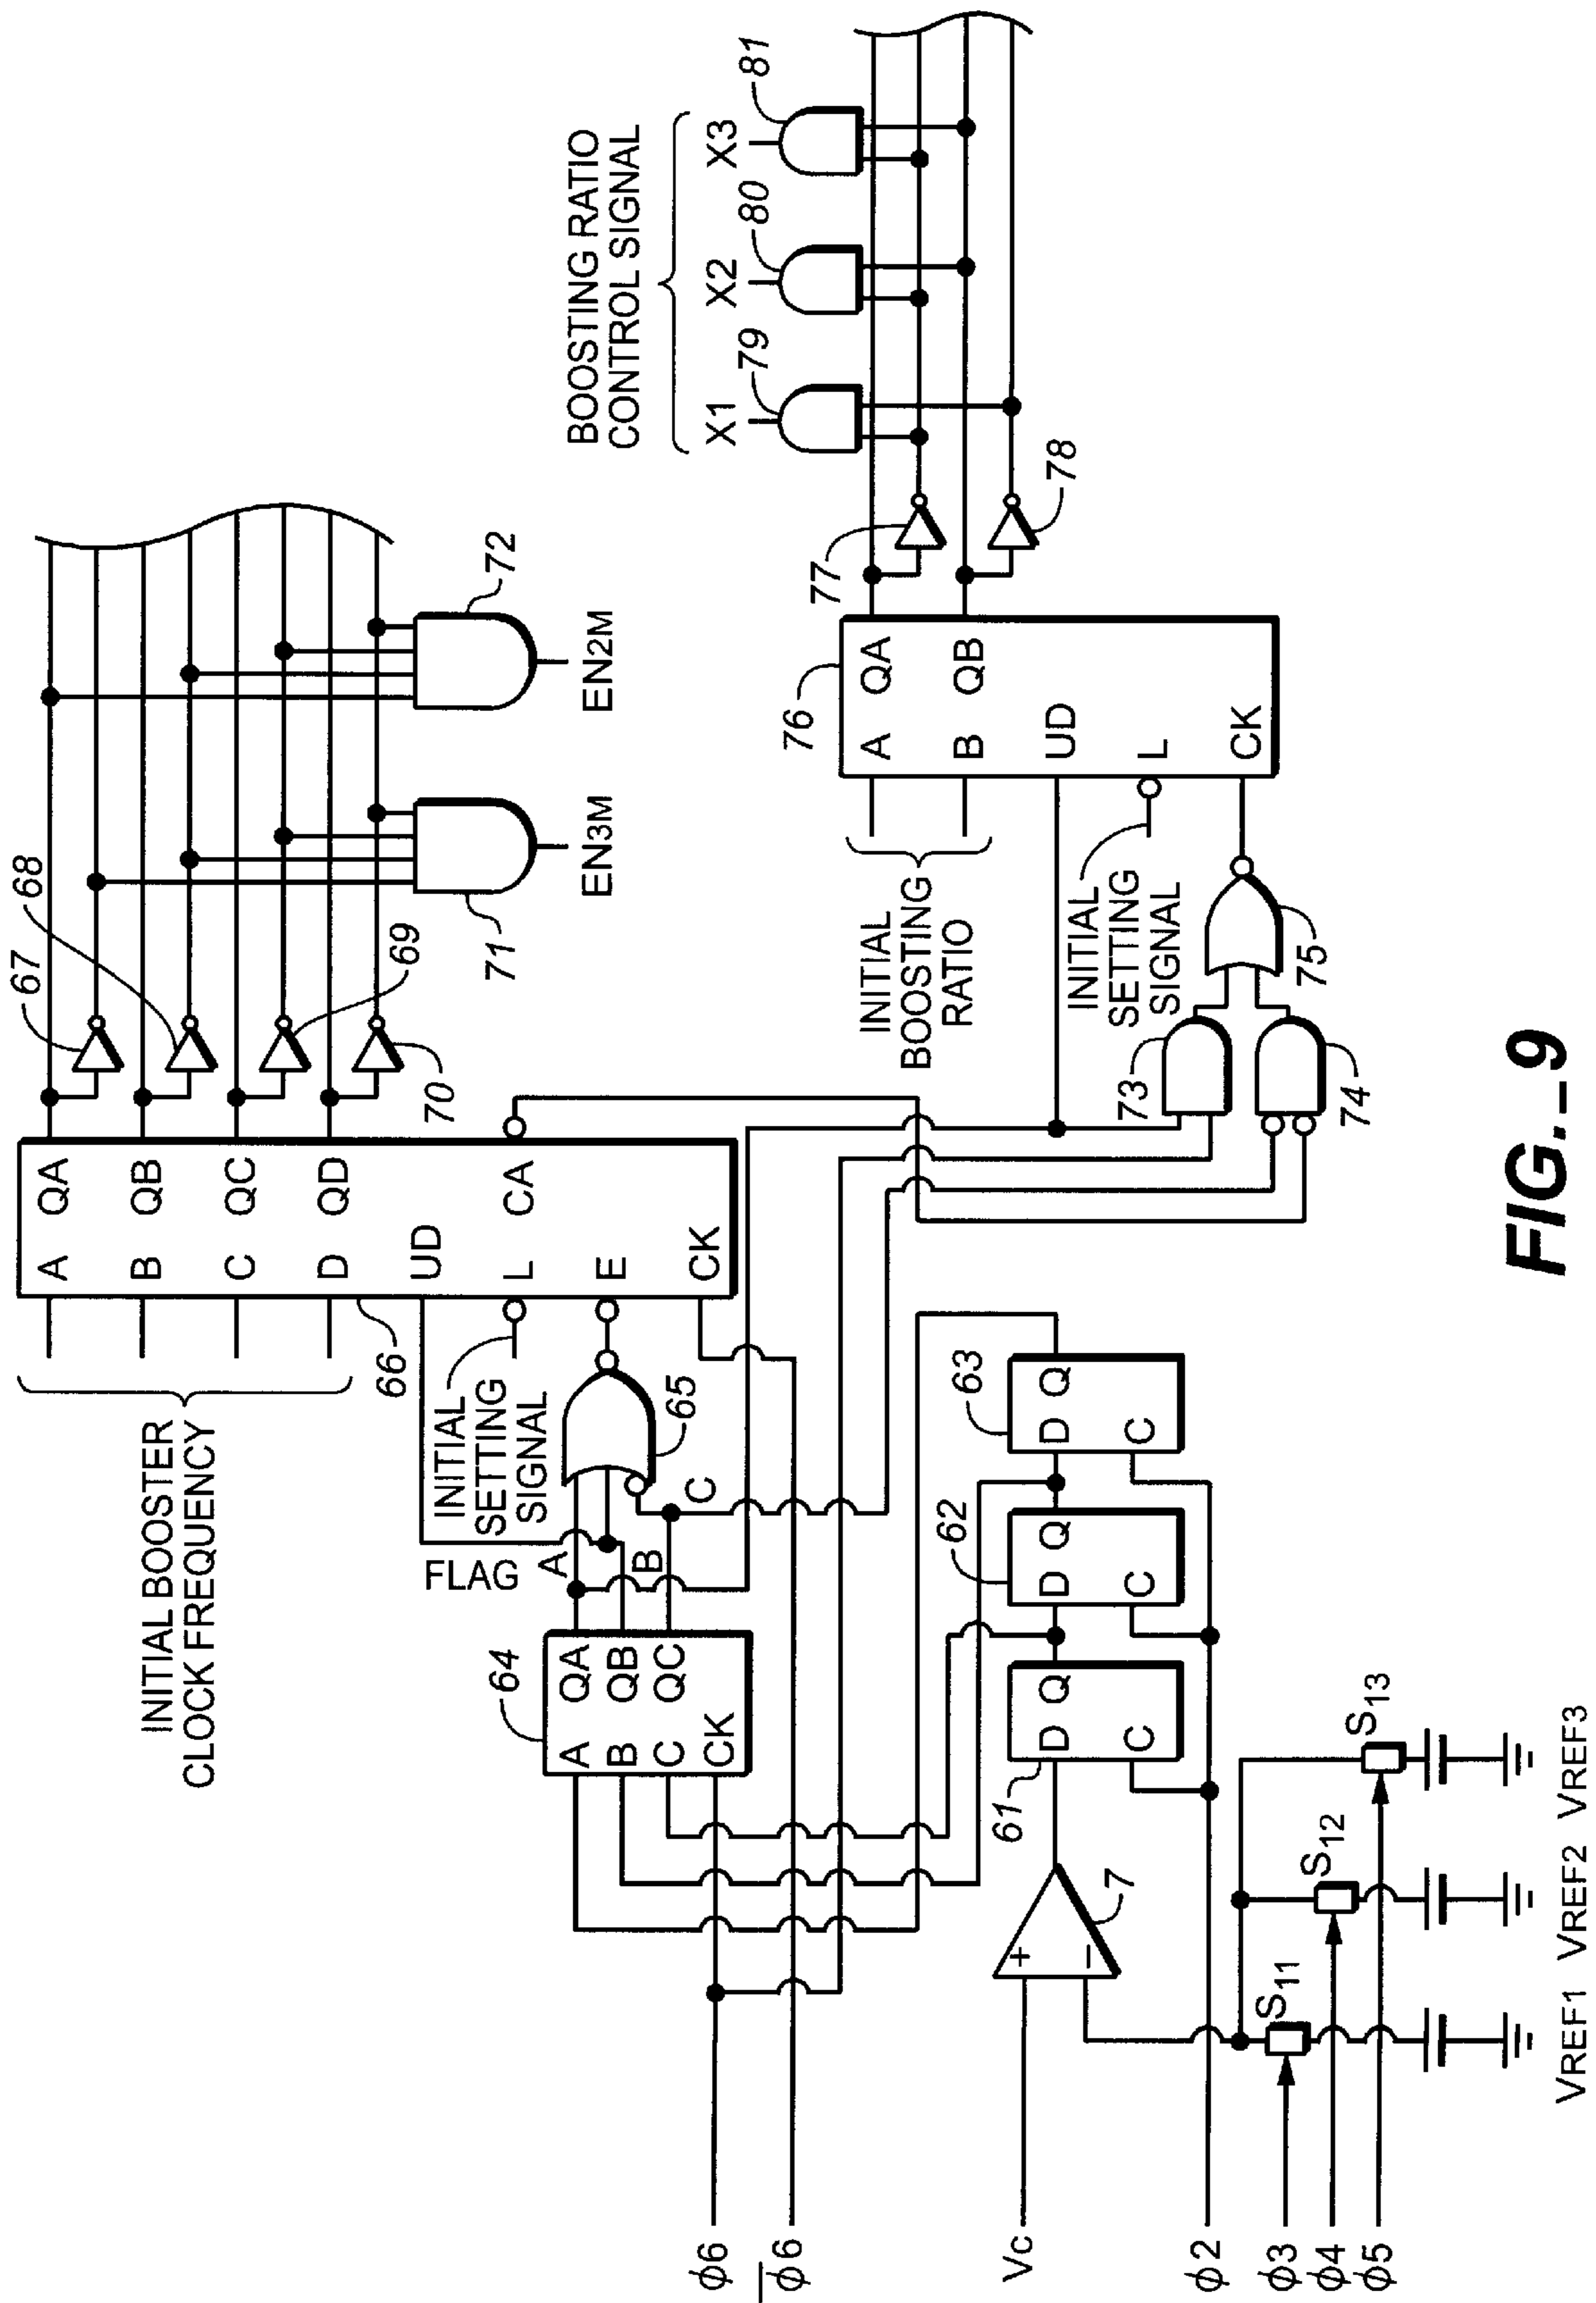 BOOSTING RATIO
CONTROL SIGNAL
X1
X2
X3
79
80
81
67
68
69
70
71
72
EN3M
EN2M
INITIAL BOOSTER
CLOCK FREQUENCY
A QA
B QB
C QC
D QD
UD
L CA
E
CK
66
INITIAL
SETTING
SIGNAL
65
FLAG
A
B
C
64
A QA
B QB
C QC
CK
76
A QA
B QB
UD
L
CK
77
78
INITIAL
BOOSTING
RATIO
INITIAL
SETTING
SIGNAL
73
74
75
61
D Q
C
62
D Q
C
63
D Q
C
7
+
−
S11
S12
S13
ϕ6
ϕ̅6
Vc
ϕ2
ϕ3
ϕ4
ϕ5
VREF1 VREF2 VREF3
FIG._9